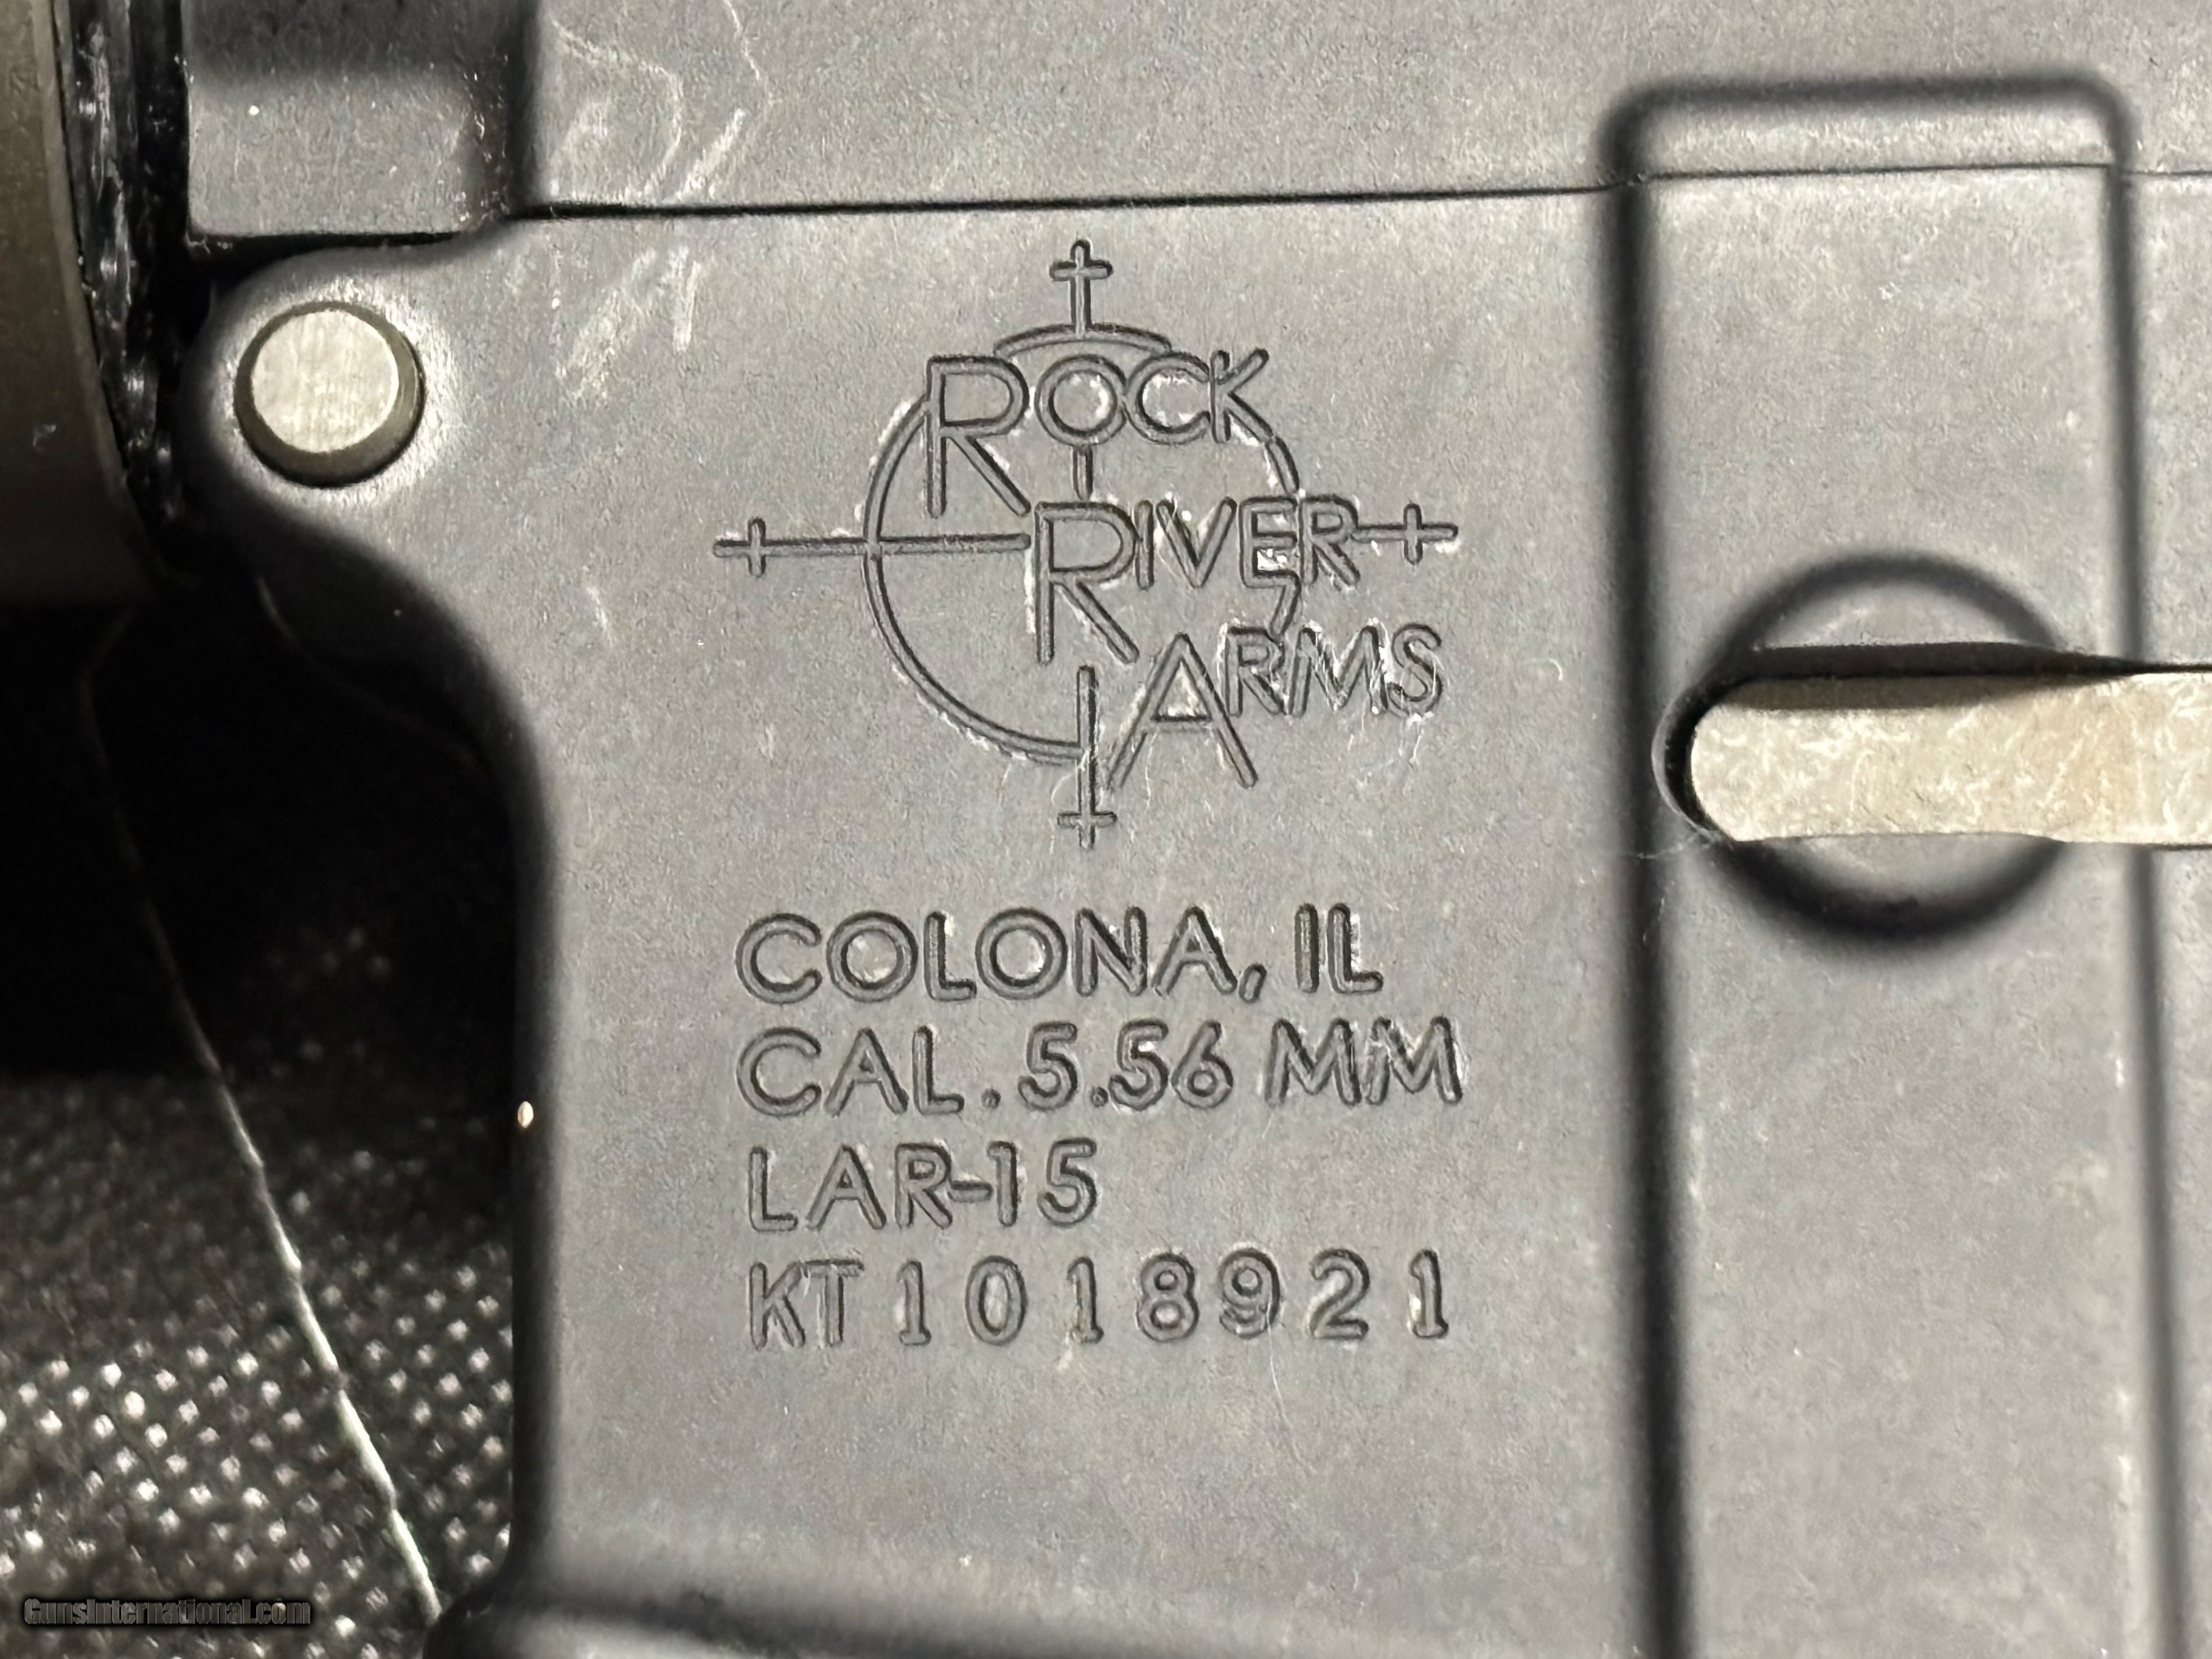 ROCK
RIVER
ARMS
COLONA, IL
CAL. 5.56 MM
LAR-15
KT1018921
GunsInternational.com